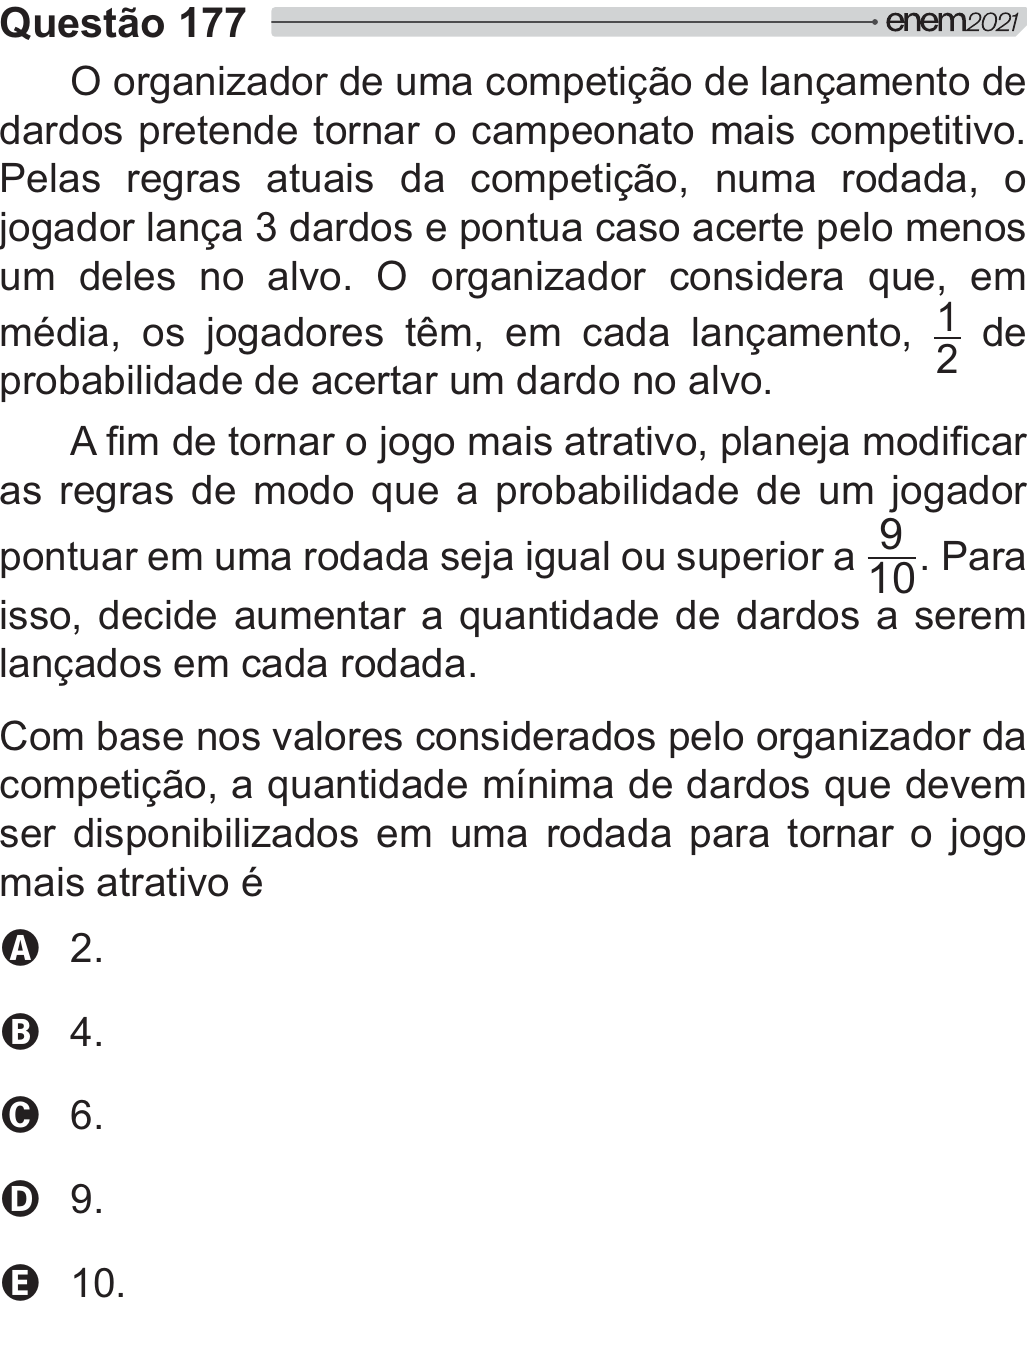 Questão 177 enem2021
O organizador de uma competição de lançamento de
dardos pretende tornar o campeonato mais competitivo.
Pelas regras atuais da competição, numa rodada, o
jogador lança 3 dardos e pontua caso acerte pelo menos
um deles no alvo. O organizador considera que, em
média, os jogadores têm, em cada lançamento, 1/2 de
probabilidade de acertar um dardo no alvo.
A fim de tornar o jogo mais atrativo, planeja modificar
as regras de modo que a probabilidade de um jogador
pontuar em uma rodada seja igual ou superior a 9/10. Para
isso, decide aumentar a quantidade de dardos a serem
lançados em cada rodada.
Com base nos valores considerados pelo organizador da
competição, a quantidade mínima de dardos que devem
ser disponibilizados em uma rodada para tornar o jogo
mais atrativo é
A 2.
B 4.
C 6.
D 9.
E 10.